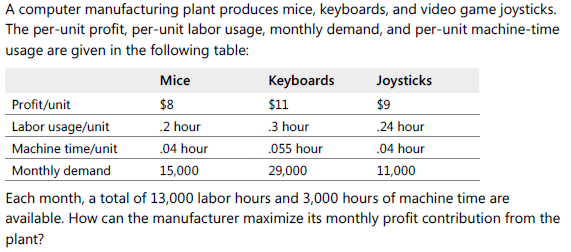 A computer manufacturing plant produces mice, keyboards, and video game joysticks.
The per-unit profit, per-unit labor usage, monthly demand, and per-unit machine-time
usage are given in the following table:
Mice Keyboards Joysticks
Profit/unit $8 $11 $9
Labor usage/unit .2 hour .3 hour .24 hour
Machine time/unit .04 hour .055 hour .04 hour
Monthly demand 15,000 29,000 11,000
Each month, a total of 13,000 labor hours and 3,000 hours of machine time are
available. How can the manufacturer maximize its monthly profit contribution from the
plant?